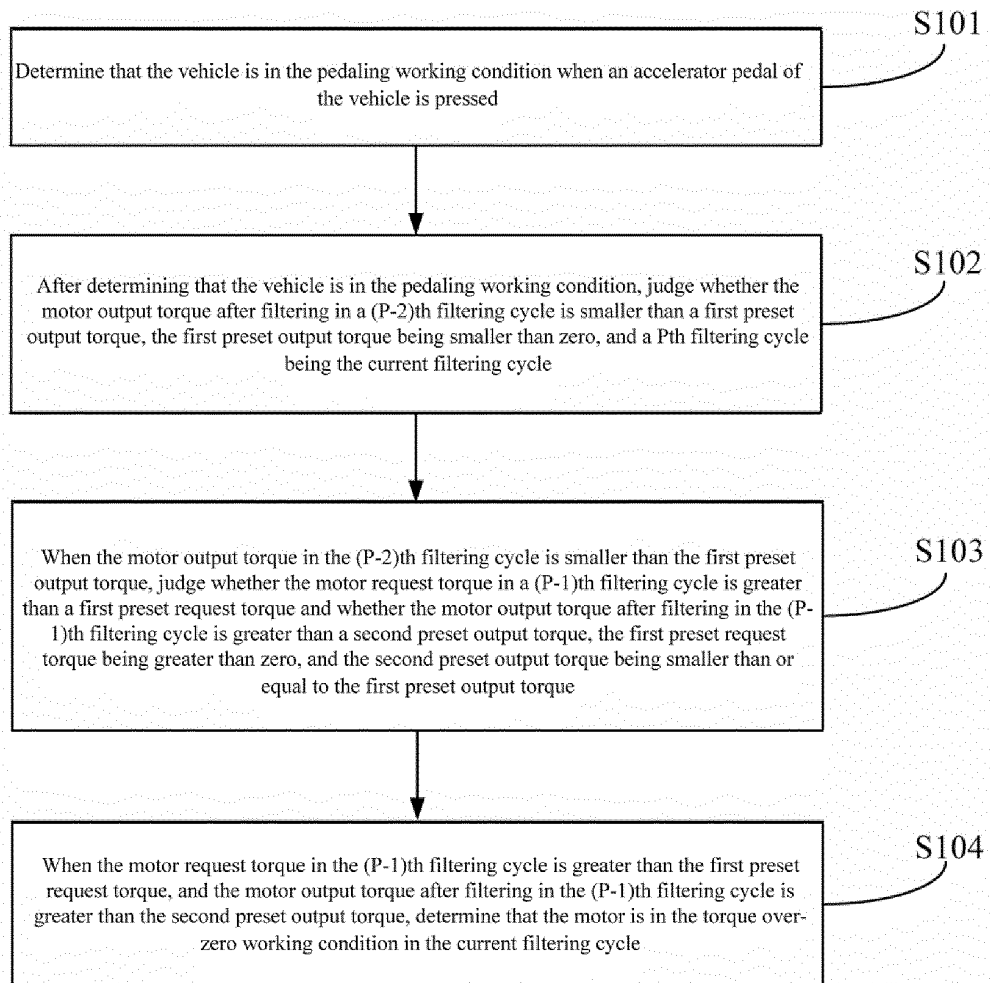 S101
Determine that the vehicle is in the pedaling working condition when an accelerator pedal of
the vehicle is pressed
S102
After determining that the vehicle is in the pedaling working condition, judge whether the
motor output torque after filtering in a (P-2)th filtering cycle is smaller than a first preset
output torque, the first preset output torque being smaller than zero, and a Pth filtering cycle
being the current filtering cycle
S103
When the motor output torque in the (P-2)th filtering cycle is smaller than the first preset
output torque, judge whether the motor request torque in a (P-1)th filtering cycle is greater
than a first preset request torque and whether the motor output torque after filtering in the (P-
1)th filtering cycle is greater than a second preset output torque, the first preset request
torque being greater than zero, and the second preset output torque being smaller than or
equal to the first preset output torque
S104
When the motor request torque in the (P-1)th filtering cycle is greater than the first preset
request torque, and the motor output torque after filtering in the (P-1)th filtering cycle is
greater than the second preset output torque, determine that the motor is in the torque over-
zero working condition in the current filtering cycle